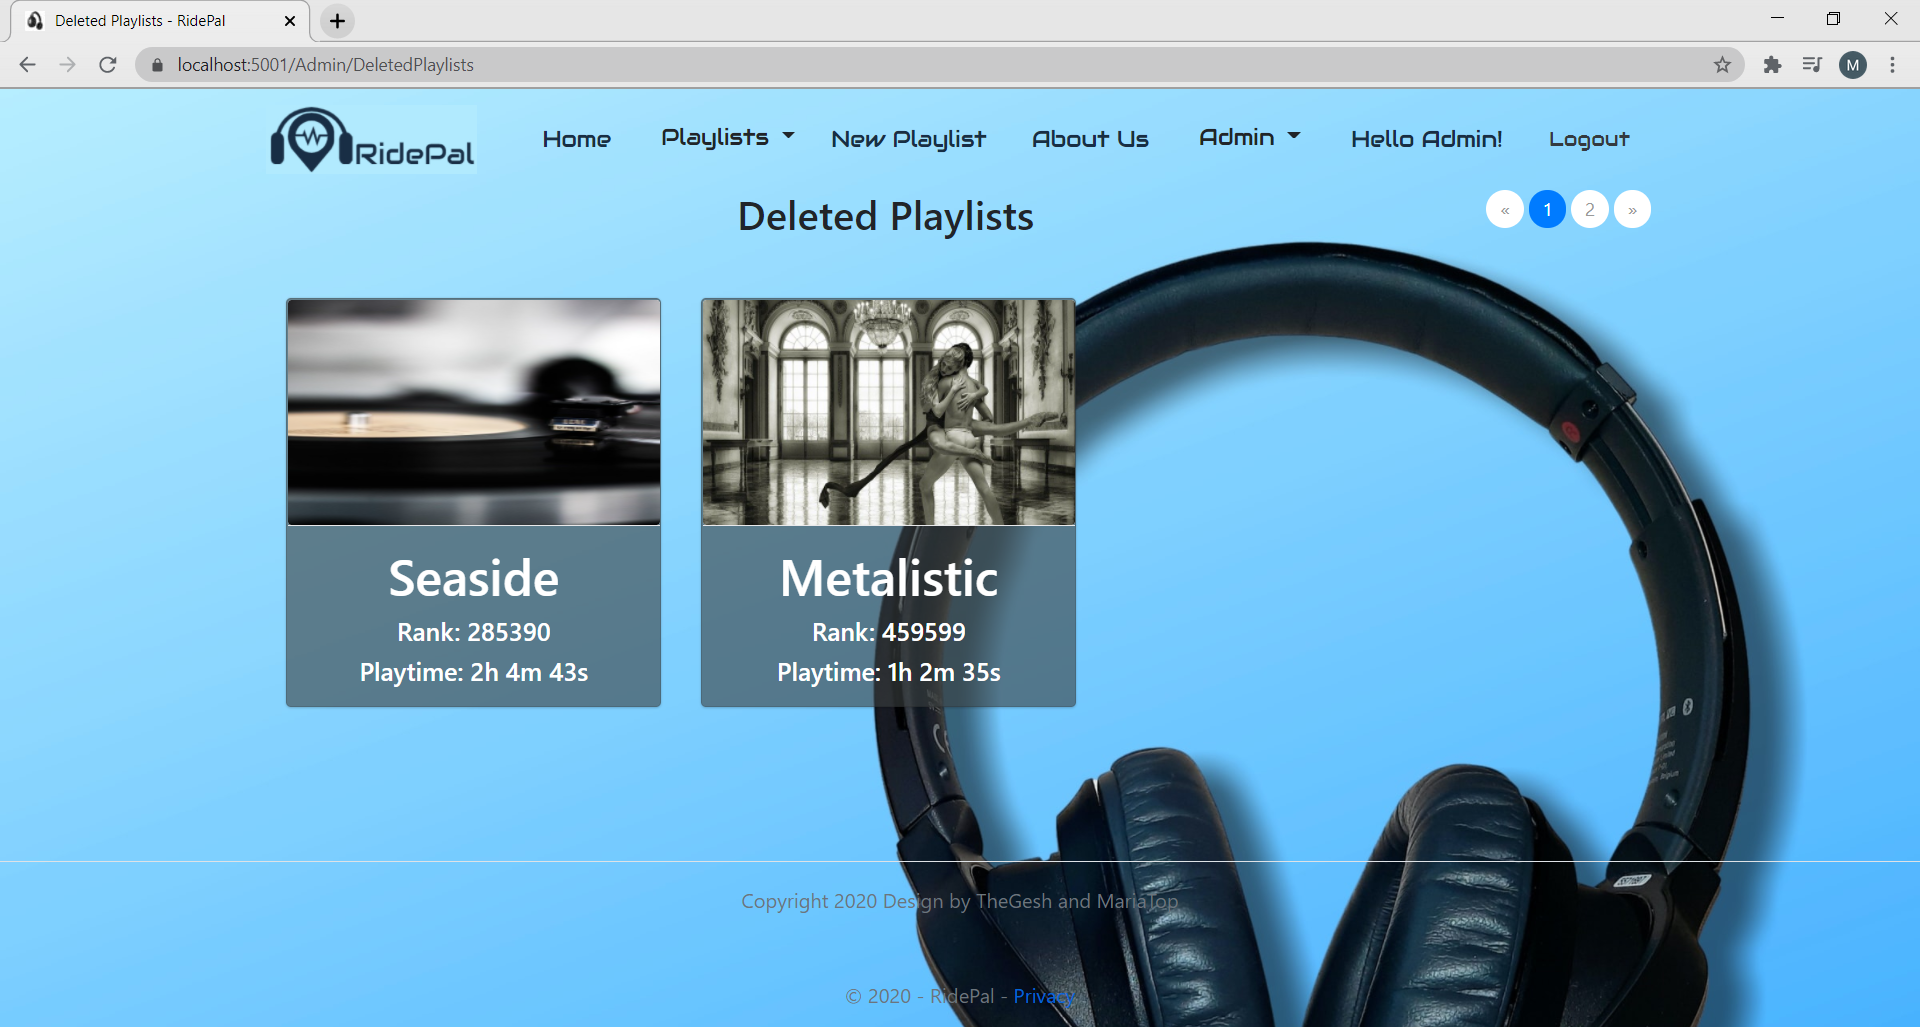 Deleted Playlists - RidePal
localhost:5001/Admin/DeletedPlaylists
M
RidePal
Home
Playlists
New Playlist
About Us
Admin
Hello Admin!
Logout
Deleted Playlists
« 1 2 »
Seaside
Rank: 285390
Playtime: 2h 4m 43s
Metalistic
Rank: 459599
Playtime: 1h 2m 35s
Copyright 2020 Design by TheGesh and MariaTop
© 2020 - RidePal - Privacy